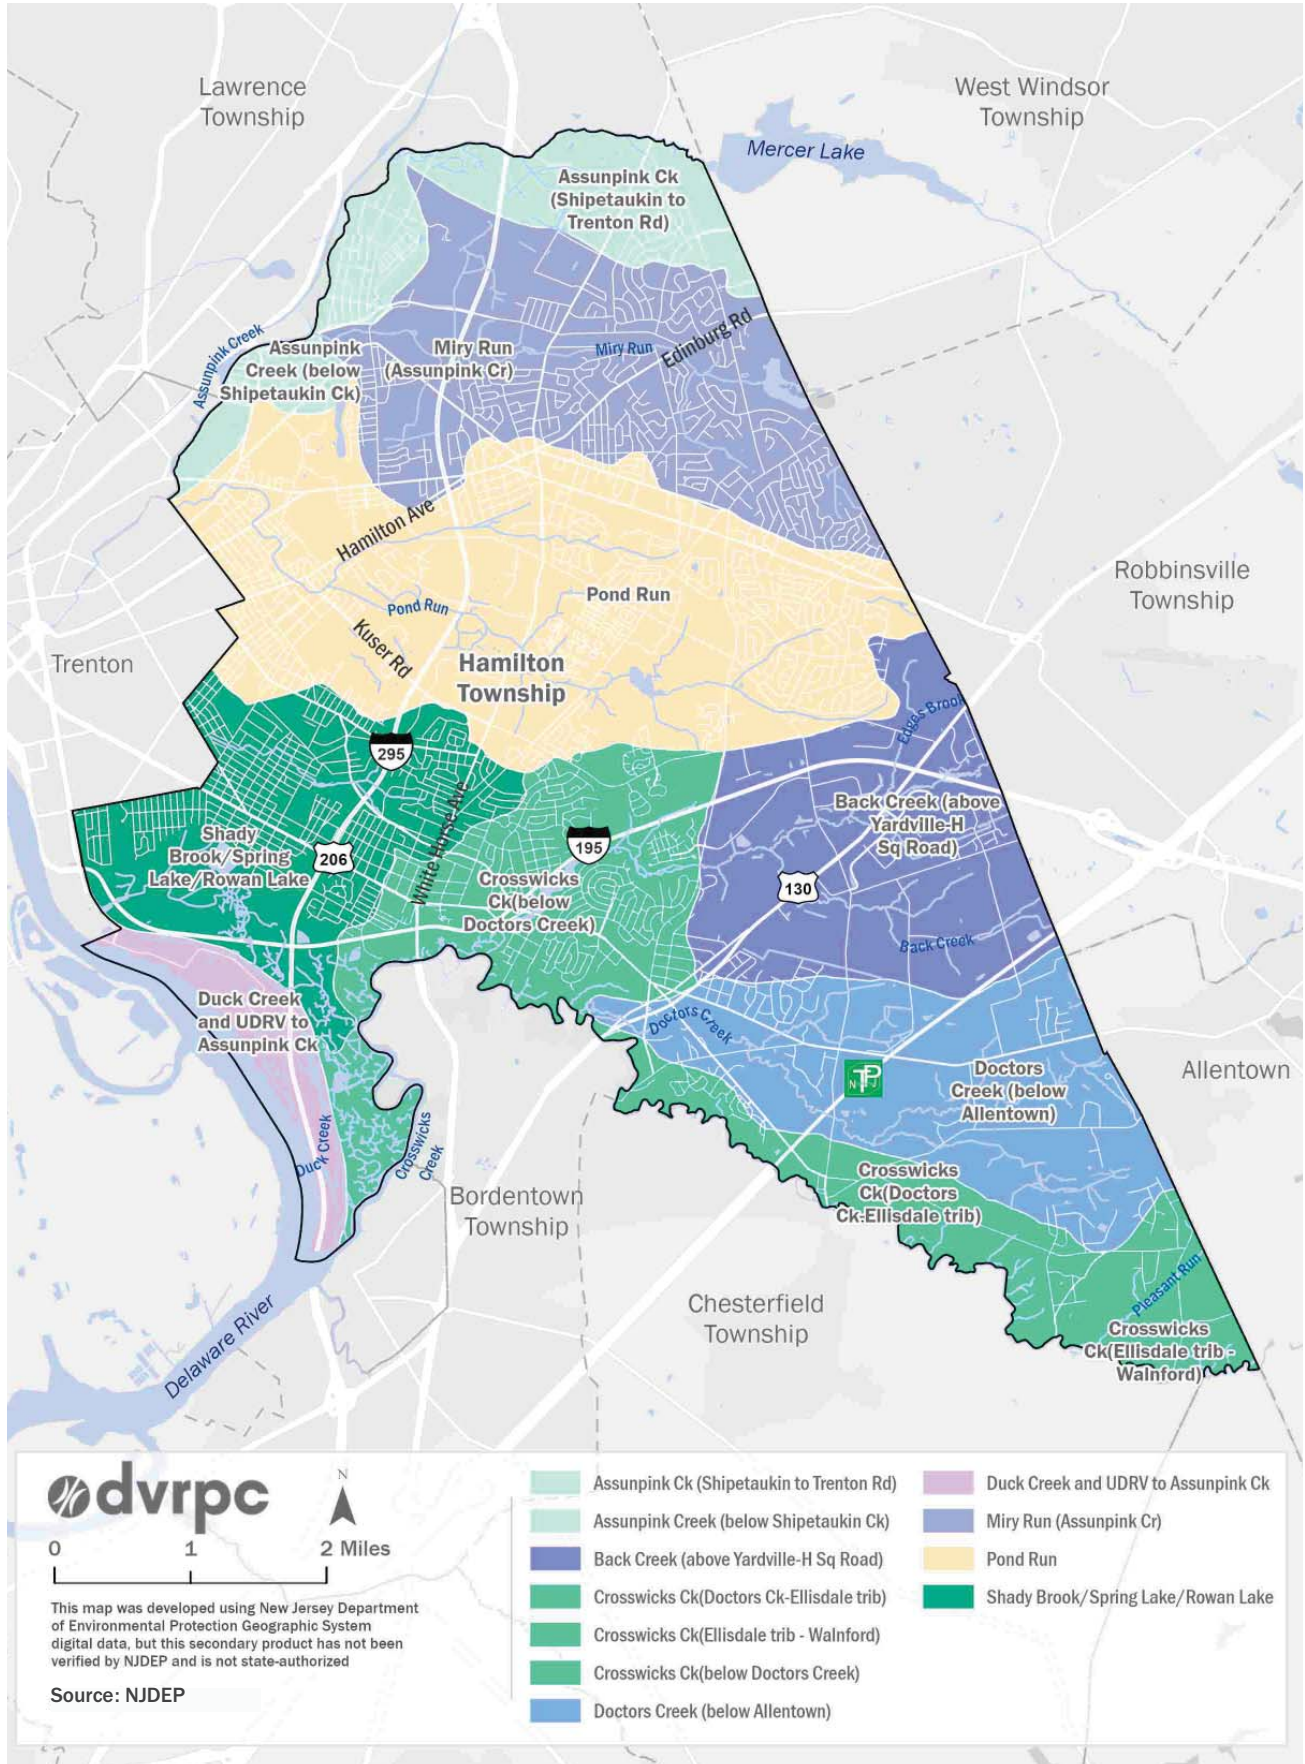 Lawrence
Township
West Windsor
Township
Mercer Lake
Assunpink Ck
(Shipetaukin to
Trenton Rd)
Assunpink Creek
Assunpink
Creek (below
Shipetaukin Ck)
Miry Run
(Assunpink Cr)
Miry Run
Edinburg Rd
Hamilton Ave
Robbinsville
Township
Pond Run
Pond Run
Kuser Rd
Trenton
Hamilton
Township
Edges Brook
295
White Horse Ave
Back Creek (above
Yardville-H
Sq Road)
Shady
Brook/Spring
Lake/Rowan Lake
206
195
130
Crosswicks
Ck(below
Doctors Creek)
Back Creek
Duck Creek
and UDRV to
Assunpink Ck
Doctors Creek
TP
N J
Doctors
Creek (below
Allentown)
Allentown
Duck Creek
Crosswicks
Creek
Bordentown
Township
Crosswicks
Ck(Doctors
Ck-Ellisdale trib)
Pleasant Run
Chesterfield
Township
Crosswicks
Ck(Ellisdale trib -
Walnford)
Delaware River
dvrpc
N
0 1 2 Miles
This map was developed using New Jersey Department
of Environmental Protection Geographic System
digital data, but this secondary product has not been
verified by NJDEP and is not state-authorized
Source: NJDEP
Assunpink Ck (Shipetaukin to Trenton Rd)
Assunpink Creek (below Shipetaukin Ck)
Back Creek (above Yardville-H Sq Road)
Crosswicks Ck(Doctors Ck-Ellisdale trib)
Crosswicks Ck(Ellisdale trib - Walnford)
Crosswicks Ck(below Doctors Creek)
Doctors Creek (below Allentown)
Duck Creek and UDRV to Assunpink Ck
Miry Run (Assunpink Cr)
Pond Run
Shady Brook/Spring Lake/Rowan Lake